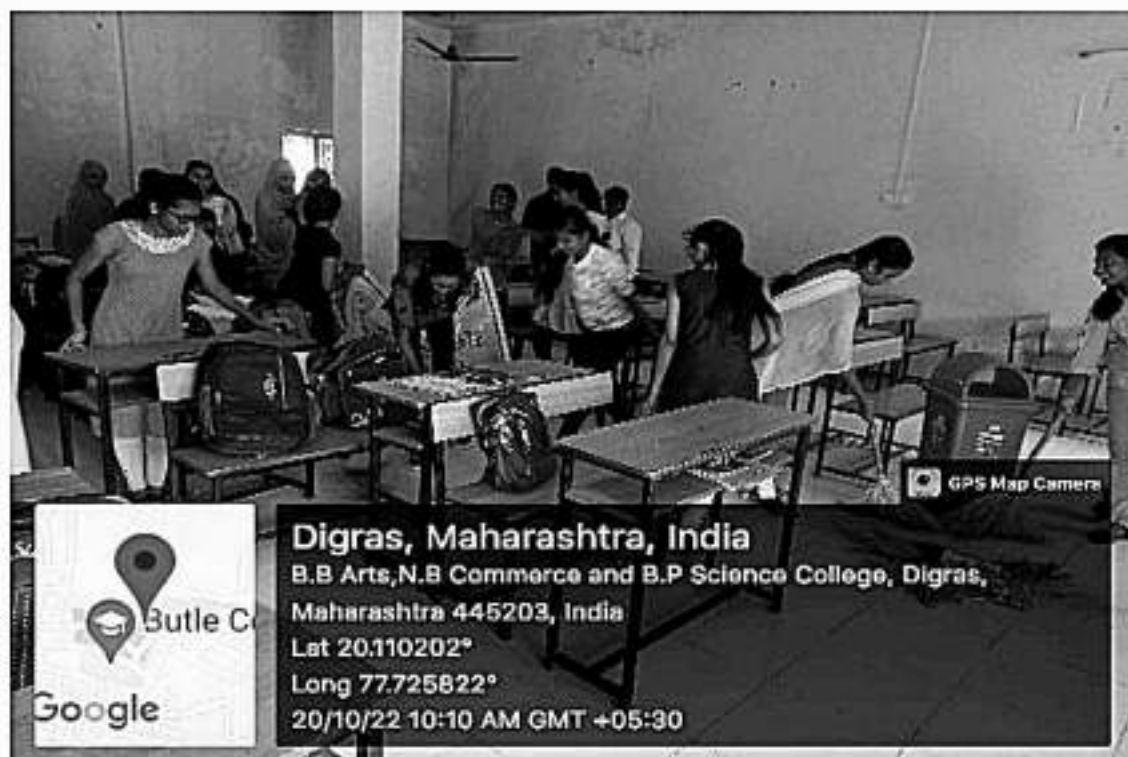 GPS Map Camera
Digras, Maharashtra, India
B.B Arts,N.B Commerce and B.P Science College, Digras,
Maharashtra 445203, India
Lat 20.110202°
Long 77.725822°
20/10/22 10:10 AM GMT +05:30
Butle Co
Google